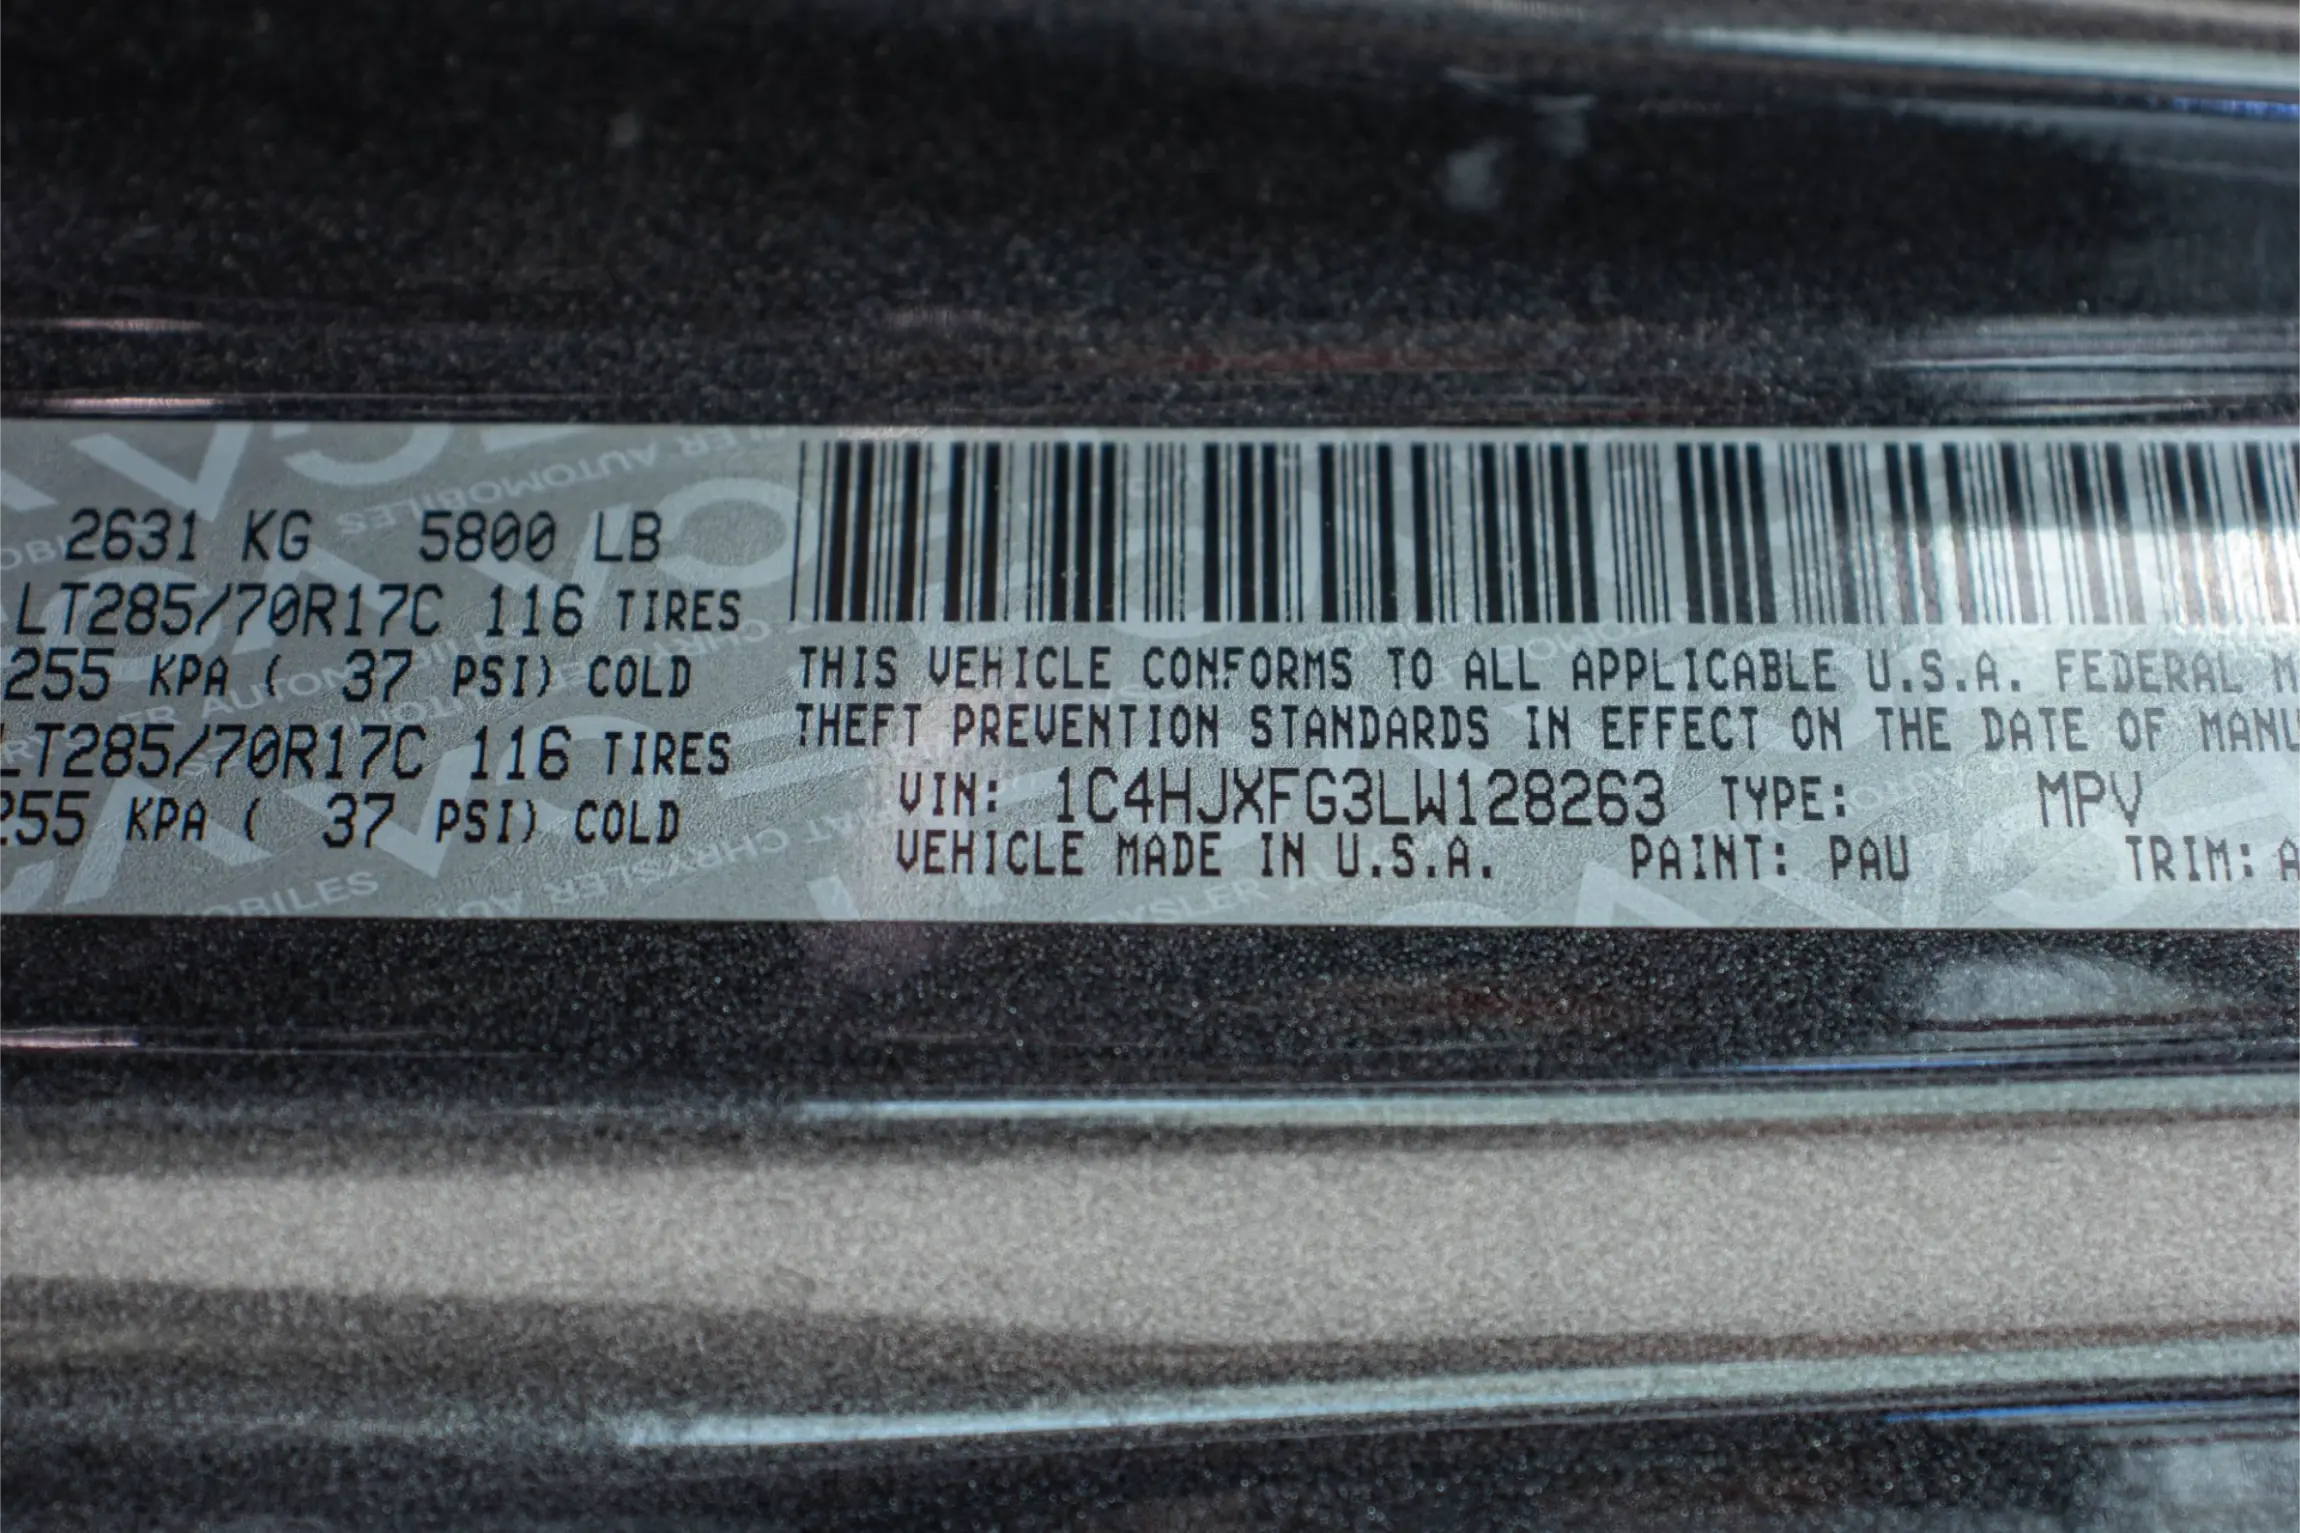 2631 KG 5800 LB
LT285/70R17C 116 TIRES
255 KPA ( 37 PSI) COLD
LT285/70R17C 116 TIRES
255 KPA ( 37 PSI) COLD
THIS VEHICLE CONFORMS TO ALL APPLICABLE U.S.A. FEDERAL M
THEFT PREVENTION STANDARDS IN EFFECT ON THE DATE OF MANU
VIN: 1C4HJXFG3LW128263 TYPE: MPV
VEHICLE MADE IN U.S.A. PAINT: PAU TRIM: A